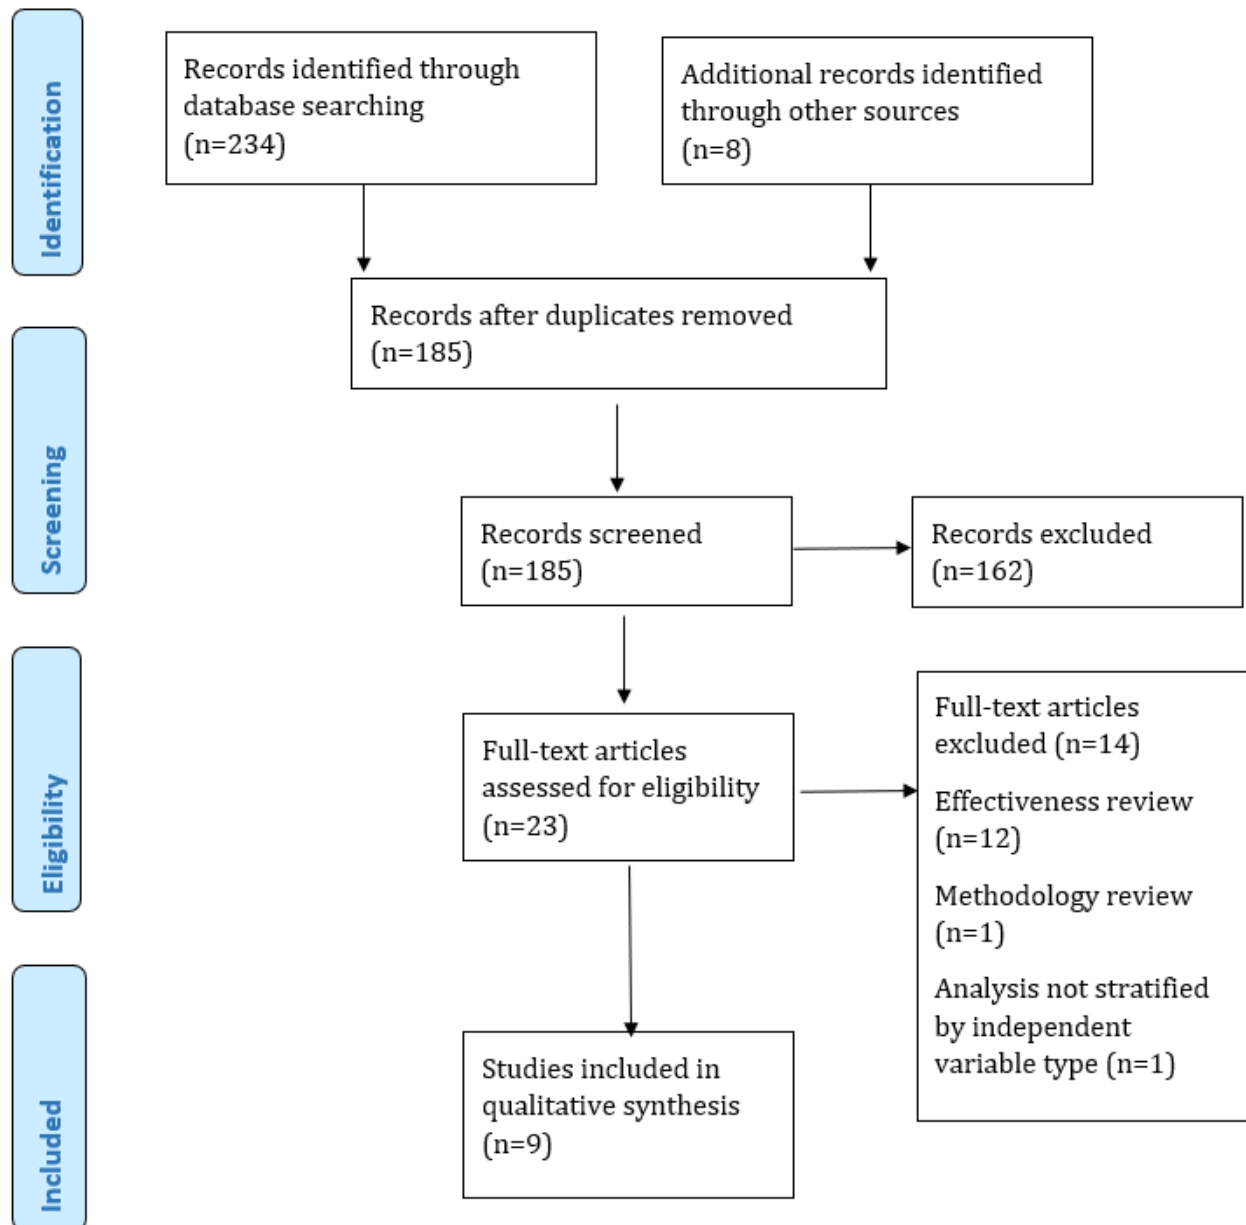 Identification
Records identified through
database searching
(n=234)
Additional records identified
through other sources
(n=8)
Records after duplicates removed
(n=185)
Screening
Records screened
(n=185)
Records excluded
(n=162)
Eligibility
Full-text articles
assessed for eligibility
(n=23)
Full-text articles
excluded (n=14)
Effectiveness review
(n=12)
Methodology review
(n=1)
Analysis not stratified
by independent
variable type (n=1)
Included
Studies included in
qualitative synthesis
(n=9)